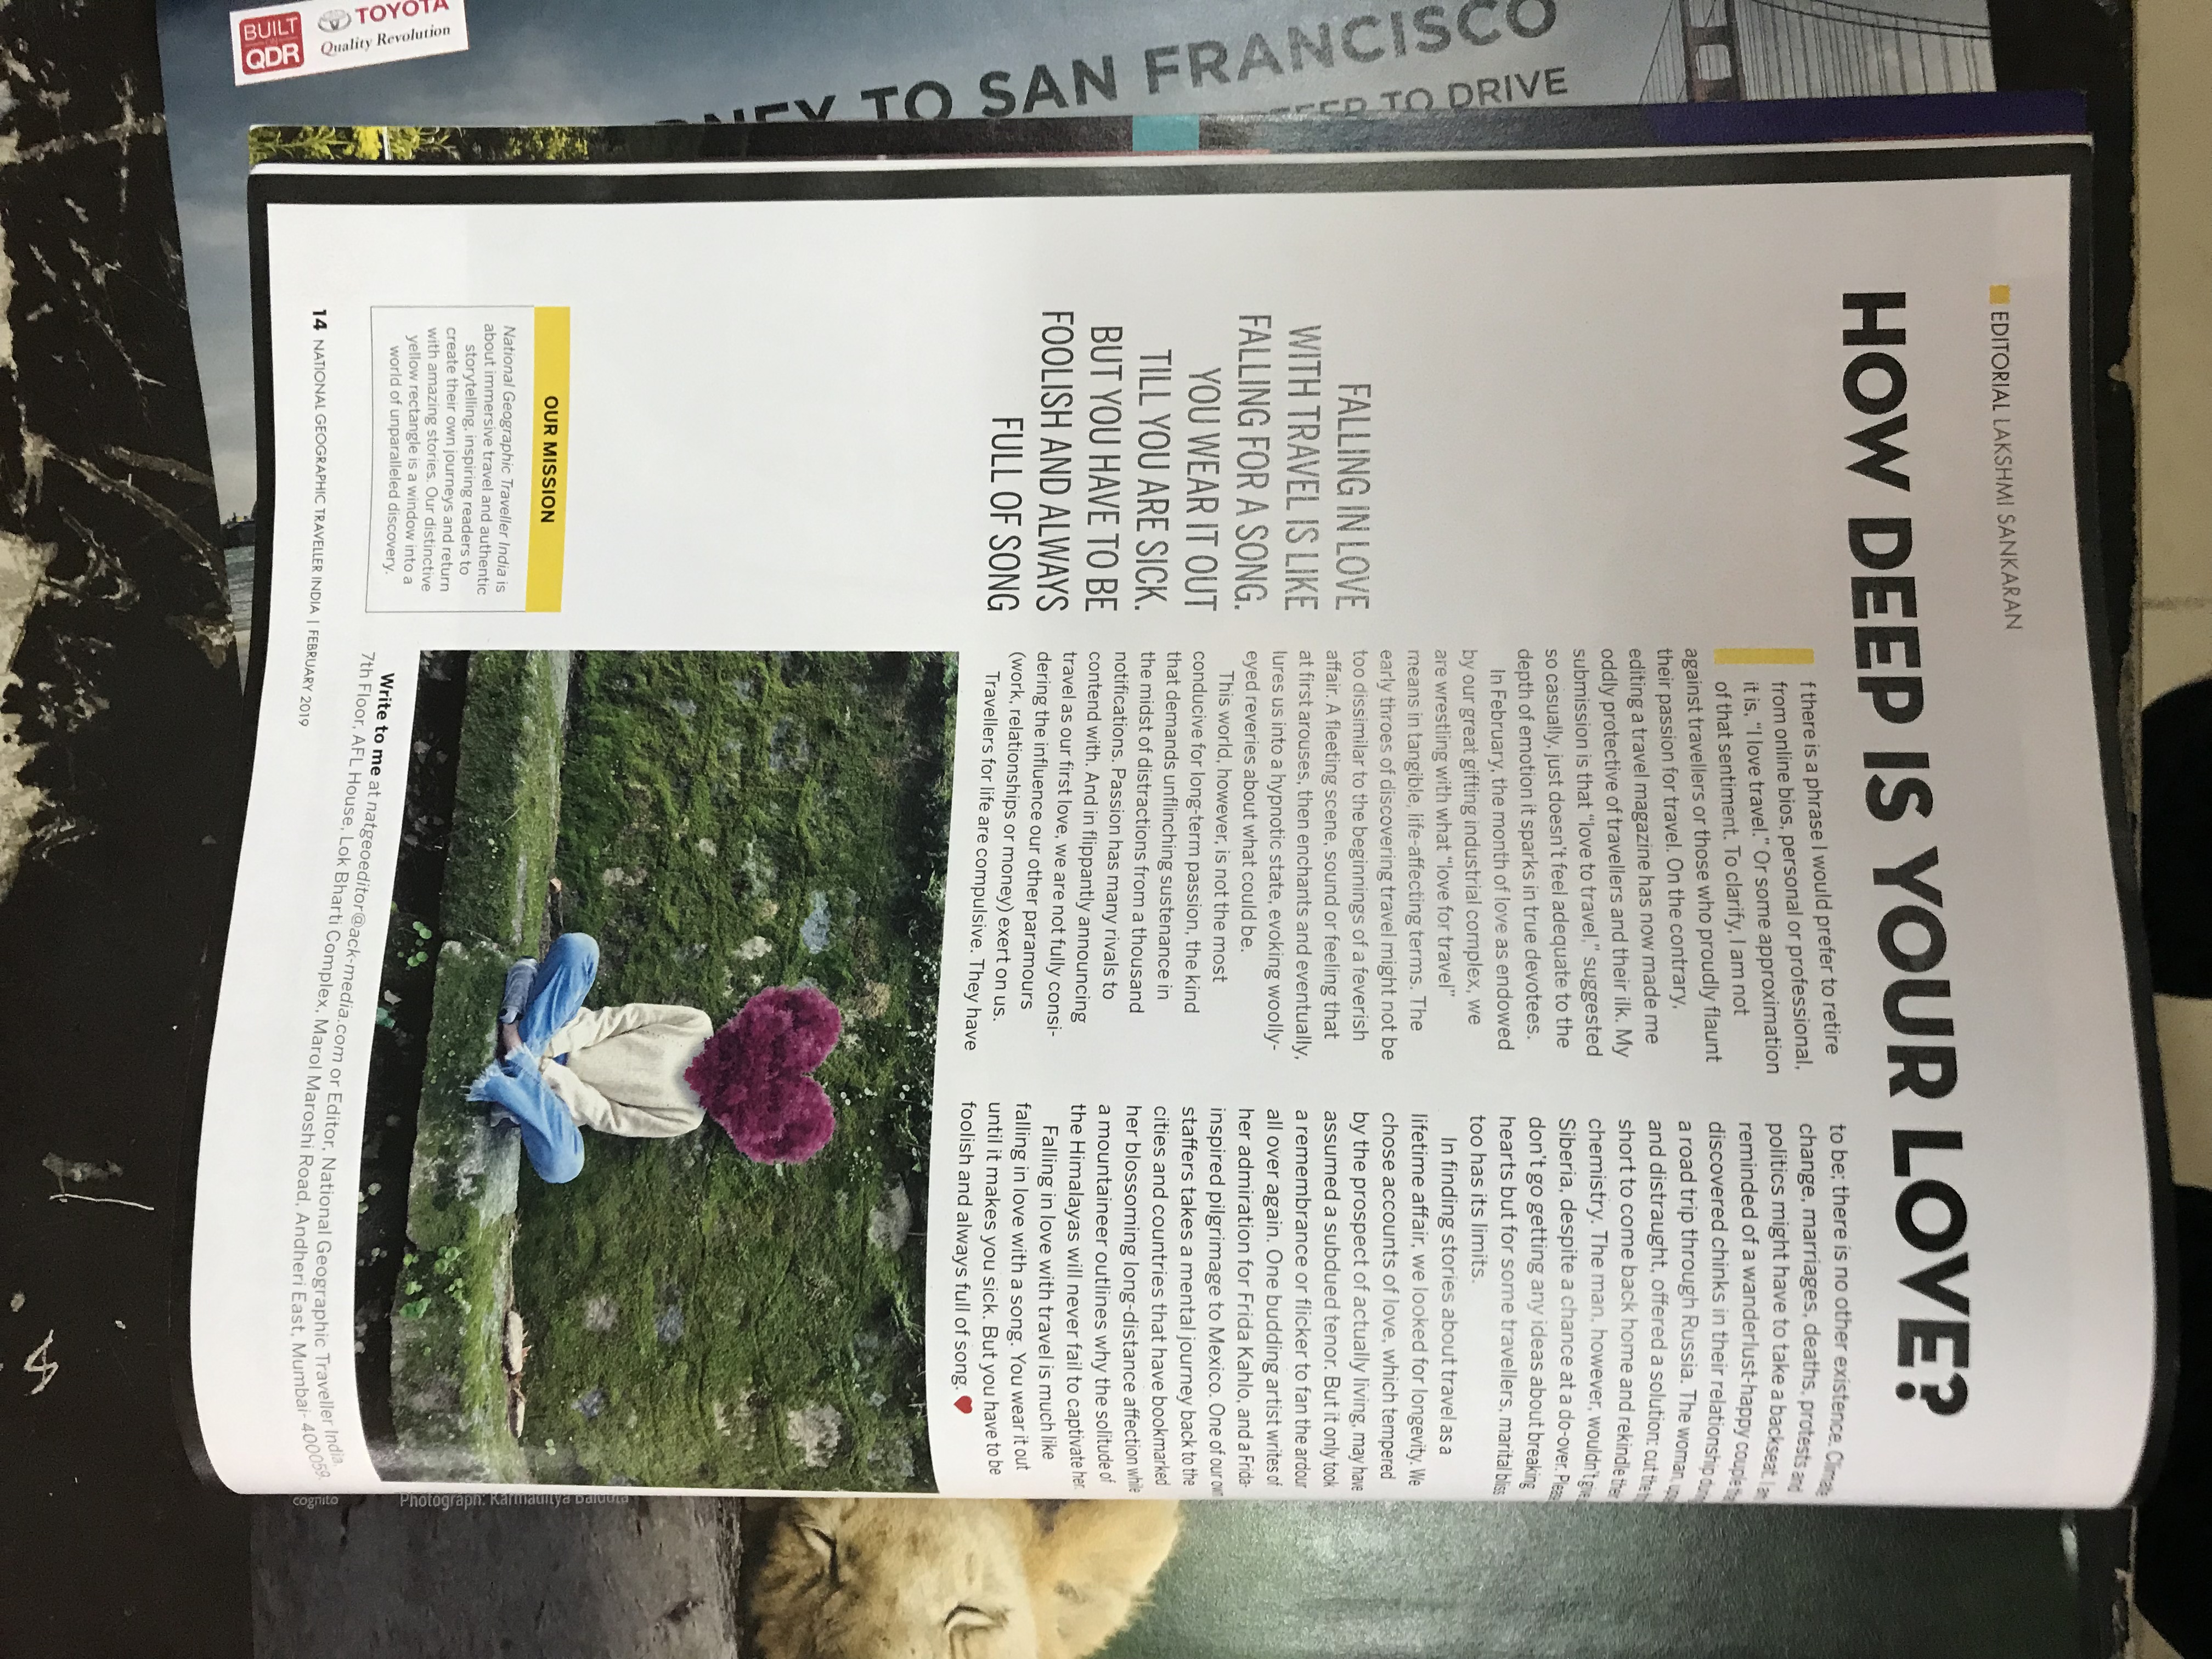 EDITORIAL LAKSHMI SANKARAN
HOW DEEP IS YOUR LOVE?
If there is a phrase I would prefer to retire
from online bios, personal or professional,
it is, “I love travel.” Or some approximation
of that sentiment. To clarify, I am not
against travellers or those who proudly flaunt
their passion for travel. On the contrary,
editing a travel magazine has now made me
oddly protective of travellers and their ilk. My
submission is that “love to travel,” suggested
so casually, just doesn’t feel adequate to the
depth of emotion it sparks in true devotees.
In February, the month of love as endowed
by our great gifting industrial complex, we
are wrestling with what “love for travel”
means in tangible, life-affecting terms. The
early throes of discovering travel might not be
too dissimilar to the beginnings of a feverish
affair. A fleeting scene, sound or feeling that
at first arouses, then enchants and eventually,
lures us into a hypnotic state, evoking woolly-
eyed reveries about what could be.
This world, however, is not the most
conducive for long-term passion, the kind
that demands unflinching sustenance in
the midst of distractions from a thousand
notifications. Passion has many rivals to
contend with. And in flippantly announcing
travel as our first love, we are not fully consi-
dering the influence our other paramours
(work, relationships or money) exert on us.
Travellers for life are compulsive. They have
to be; there is no other existence. Climate
change, marriages, deaths, protests and
politics might have to take a backseat. I am
reminded of a wanderlust-happy couple that
discovered chinks in their relationship during
a road trip through Russia. The woman, upset
and distraught, offered a solution: cut the trip
short to come back home and rekindle their
chemistry. The man, however, wouldn’t give
Siberia, despite a chance at a do-over. Please
don’t go getting any ideas about breaking
hearts but for some travellers, marital bliss
too has its limits.
In finding stories about travel as a
lifetime affair, we looked for longevity. We
chose accounts of love, which tempered
by the prospect of actually living, may have
assumed a subdued tenor. But it only took
a remembrance or flicker to fan the ardour
all over again. One budding artist writes of
her admiration for Frida Kahlo, and a Frida-
inspired pilgrimage to Mexico. One of our own
staffers takes a mental journey back to the
cities and countries that have bookmarked
her blossoming long-distance affection while
a mountaineer outlines why the solitude of
the Himalayas will never fail to captivate her.
Falling in love with travel is much like
falling in love with a song. You wear it out
until it makes you sick. But you have to be
foolish and always full of song.
FALLING IN LOVE
WITH TRAVEL IS LIKE
FALLING FOR A SONG.
YOU WEAR IT OUT
TILL YOU ARE SICK.
BUT YOU HAVE TO BE
FOOLISH AND ALWAYS
FULL OF SONG
OUR MISSION
National Geographic Traveller India is
about immersive travel and authentic
storytelling, inspiring readers to
create their own journeys and return
with amazing stories. Our distinctive
yellow rectangle is a window into a
world of unparalleled discovery.
Write to me at natgeoeditor@ack-media.com or Editor, National Geographic Traveller India,
7th Floor, AFL House, Lok Bharti Complex, Marol Maroshi Road, Andheri East, Mumbai- 400059.
14 NATIONAL GEOGRAPHIC TRAVELLER INDIA | FEBRUARY 2019
TO SAN FRANCISCO
TO DRIVE
TOYOTA
Quality Revolution
BUILT
QDR
Photograph:
cognito